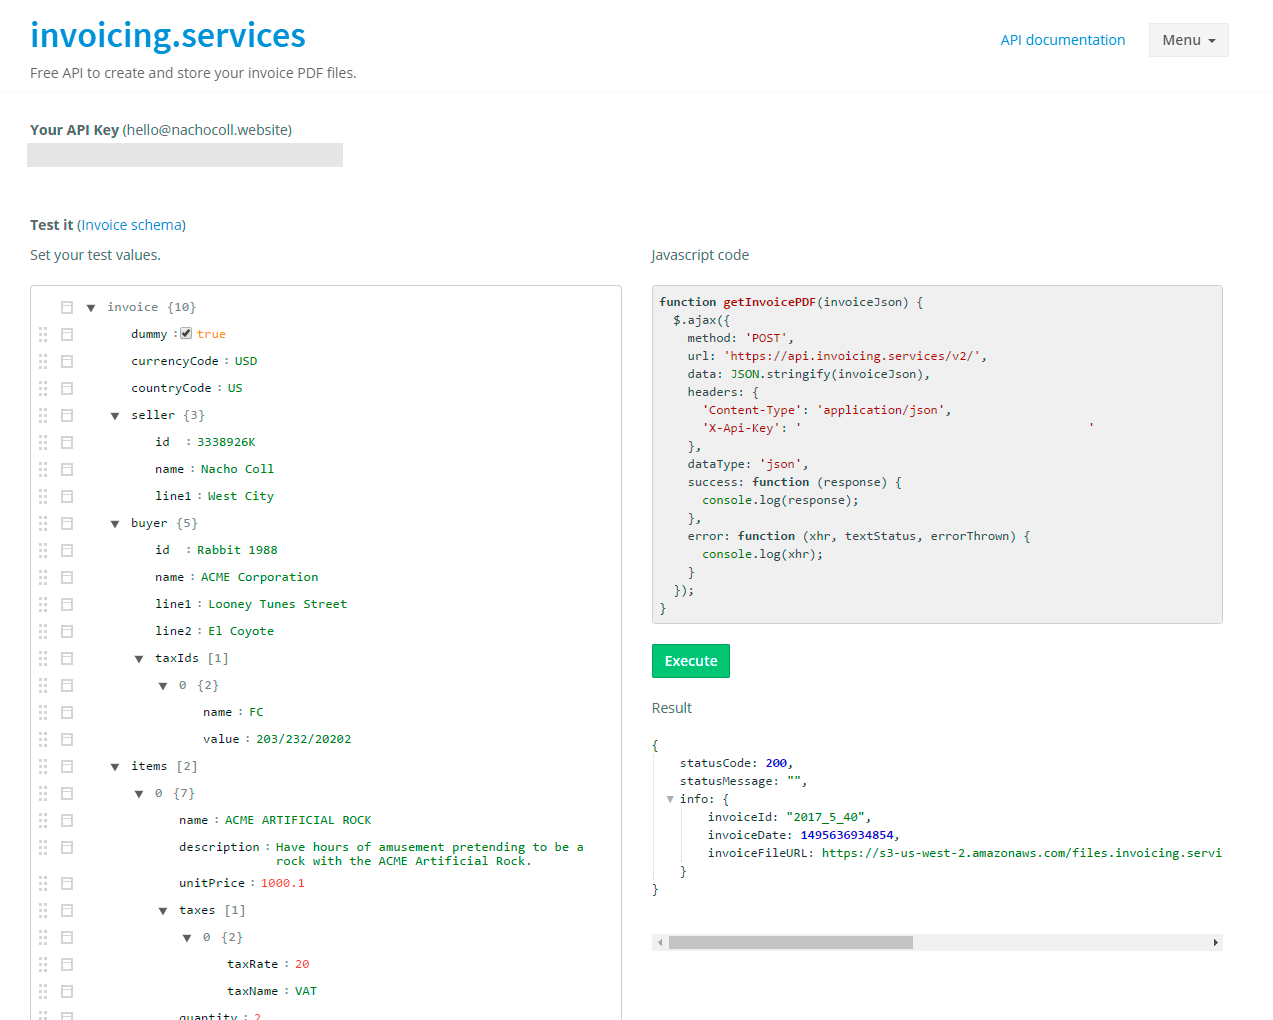 invoicing.services
Free API to create and store your invoice PDF files.
API documentation
Menu
Your API Key (hello@nachocoll.website)
Test it (Invoice schema)
Set your test values.
invoice {10}
dummy : true
currencyCode : USD
countryCode : US
seller {3}
id : 3338926K
name : Nacho Coll
line1 : West City
buyer {5}
id : Rabbit 1988
name : ACME Corporation
line1 : Looney Tunes Street
line2 : El Coyote
taxIds [1]
0 {2}
name : FC
value : 203/232/20202
items [2]
0 {7}
name : ACME ARTIFICIAL ROCK
description : Have hours of amusement pretending to be a
rock with the ACME Artificial Rock.
unitPrice : 1000.1
taxes [1]
0 {2}
taxRate : 20
taxName : VAT
quantity : 2
Javascript code
function getInvoicePDF(invoiceJson) {
$.ajax({
method: 'POST',
url: 'https://api.invoicing.services/v2/',
data: JSON.stringify(invoiceJson),
headers: {
'Content-Type': 'application/json',
'X-Api-Key': ' '
},
dataType: 'json',
success: function (response) {
console.log(response);
},
error: function (xhr, textStatus, errorThrown) {
console.log(xhr);
}
});
}
Execute
Result
{
statusCode: 200,
statusMessage: "",
info: {
invoiceId: "2017_5_40",
invoiceDate: 1495636934854,
invoiceFileURL: https://s3-us-west-2.amazonaws.com/files.invoicing.servi
}
}